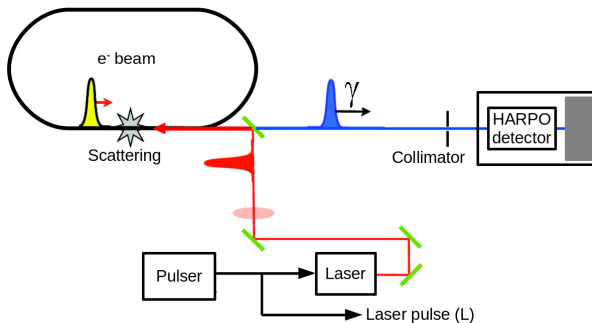 e⁻ beam
γ
Scattering
Collimator
HARPO
detector
Pulser
Laser
Laser pulse (L)